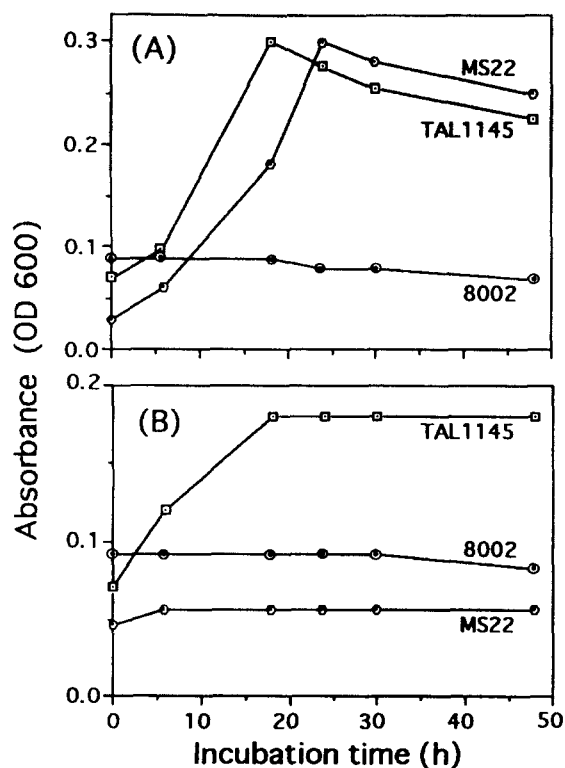 (A)
0.3
0.2
0.1
0.0
MS22
TAL1145
8002
Absorbance (OD 600)
(B)
0.2
0.1
0.0
TAL1145
8002
MS22
0 10 20 30 40 50
Incubation time (h)